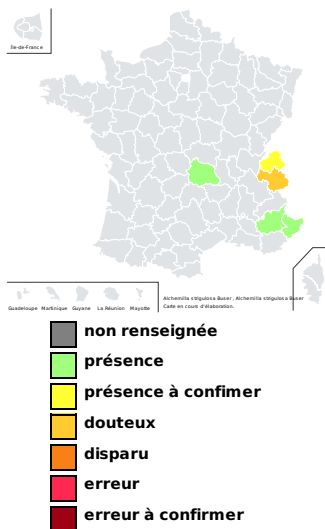 Île-de-France
Alchemilla strigulosa Buser , Alchemilla strigulosa Buser
Carte en cours d'élaboration.
Guadeloupe Martinique Guyane La Réunion Mayotte
non renseignée
présence
présence à confimer
douteux
disparu
erreur
erreur à confirmer